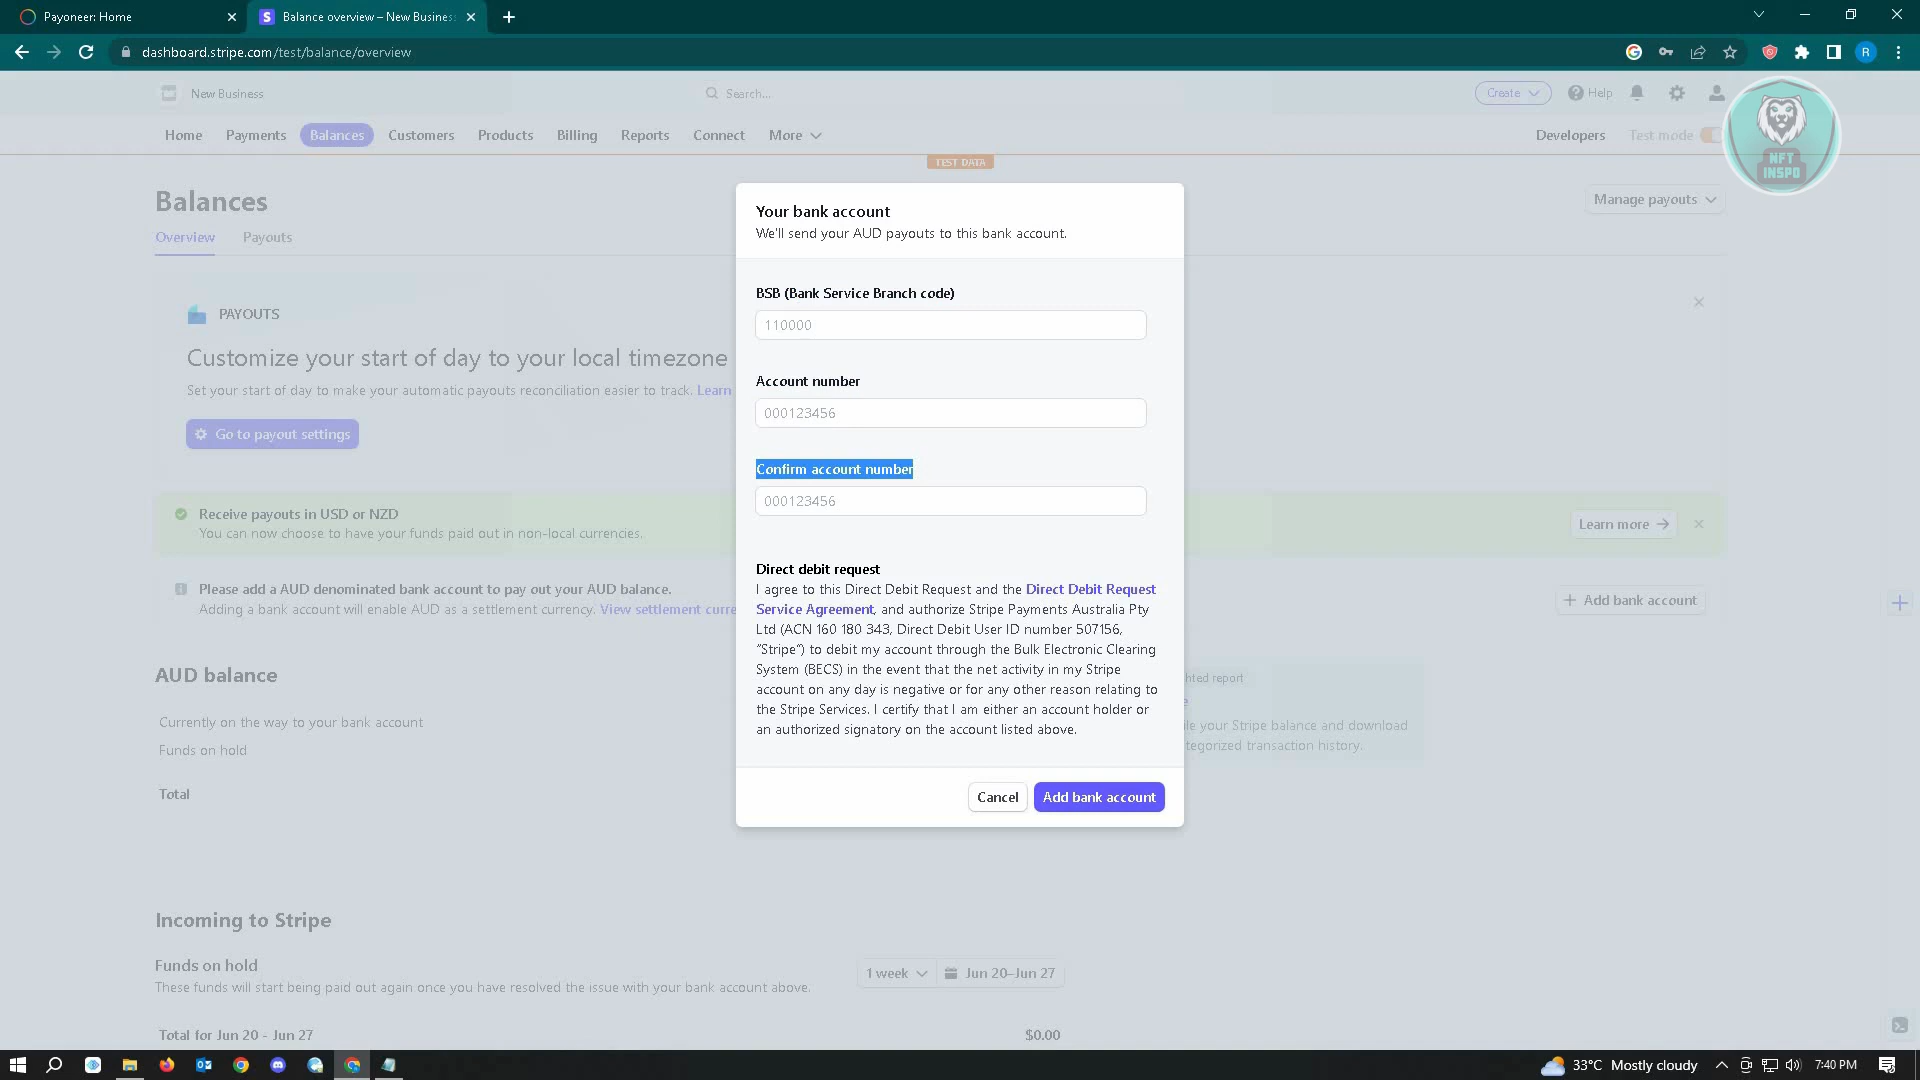 Payoneer: Home
Balance overview – New Business
dashboard.stripe.com/test/balance/overview
R
New Business
Search...
Create
Help
Home
Payments
Balances
Customers
Products
Billing
Reports
Connect
More
Developers
Test mode
NFT
INSPO
TEST DATA
Balances
Manage payouts
Overview
Payouts
PAYOUTS
Customize your start of day to your local timezone
Set your start of day to make your automatic payouts reconciliation easier to track. Learn
Go to payout settings
Receive payouts in USD or NZD
You can now choose to have your funds paid out in non-local currencies.
Learn more
Please add a AUD denominated bank account to pay out your AUD balance.
Adding a bank account will enable AUD as a settlement currency. View settlement curre
Add bank account
AUD balance
Currently on the way to your bank account
Funds on hold
Total
hted report
e
ile your Stripe balance and download
tegorized transaction history.
Incoming to Stripe
Funds on hold
These funds will start being paid out again once you have resolved the issue with your bank account above.
1 week
Jun 20–Jun 27
Total for Jun 20 - Jun 27
$0.00
Your bank account
We'll send your AUD payouts to this bank account.
BSB (Bank Service Branch code)
110000
Account number
000123456
Confirm account number
000123456
Direct debit request
I agree to this Direct Debit Request and the Direct Debit Request
Service Agreement, and authorize Stripe Payments Australia Pty
Ltd (ACN 160 180 343, Direct Debit User ID number 507156,
“Stripe”) to debit my account through the Bulk Electronic Clearing
System (BECS) in the event that the net activity in my Stripe
account on any day is negative or for any other reason relating to
the Stripe Services. I certify that I am either an account holder or
an authorized signatory on the account listed above.
Cancel
Add bank account
33°C Mostly cloudy
7:40 PM